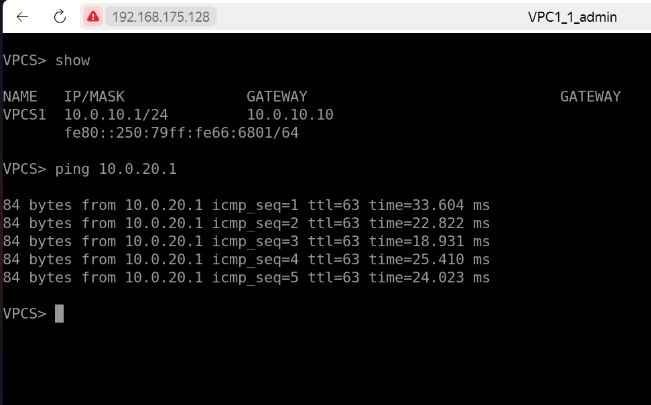 192.168.175.128 VPC1_1_admin
VPCS> show
NAME IP/MASK GATEWAY GATEWAY
VPCS1 10.0.10.1/24 10.0.10.10
fe80::250:79ff:fe66:6801/64
VPCS> ping 10.0.20.1
84 bytes from 10.0.20.1 icmp_seq=1 ttl=63 time=33.604 ms
84 bytes from 10.0.20.1 icmp_seq=2 ttl=63 time=22.822 ms
84 bytes from 10.0.20.1 icmp_seq=3 ttl=63 time=18.931 ms
84 bytes from 10.0.20.1 icmp_seq=4 ttl=63 time=25.410 ms
84 bytes from 10.0.20.1 icmp_seq=5 ttl=63 time=24.023 ms
VPCS>